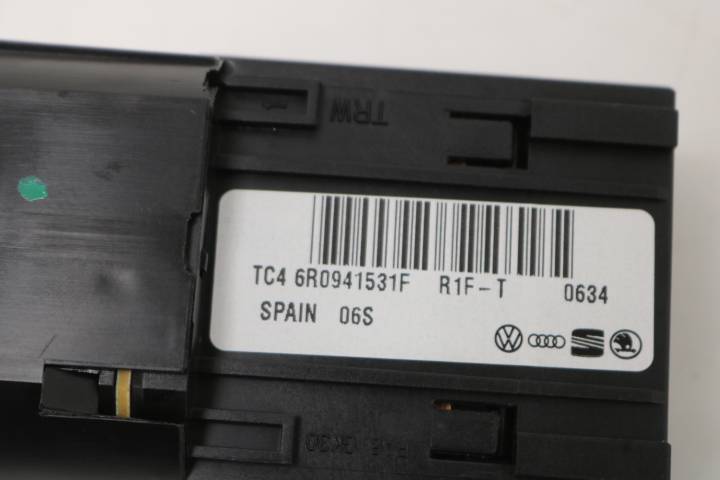 TRW
TC4 6R0941531F R1F-T 0634
SPAIN 06S